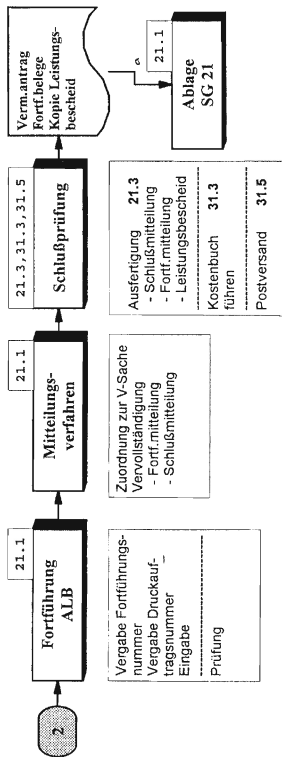 2
21.1
Fortführung
ALB
Vergabe Fortführungs-
nummer
Vergabe Druckauf-
tragsnummer
Eingabe
Prüfung
21.1
Mitteilungs-
verfahren
Zuordnung zur V-Sache
Vervollständigung
- Fortf.mitteilung
- Schlußmitteilung
21.3,31.3,31.5
Schlußprüfung
Ausfertigung 21.3
- Schlußmitteilung
- Fortf.mitteilung
- Leistungsbescheid
Kostenbuch 31.3
führen
Postversand 31.5
Verm.antrag
Fortf.belege
Kopie Leistungs-
bescheid
a
21.1
Ablage
SG 21